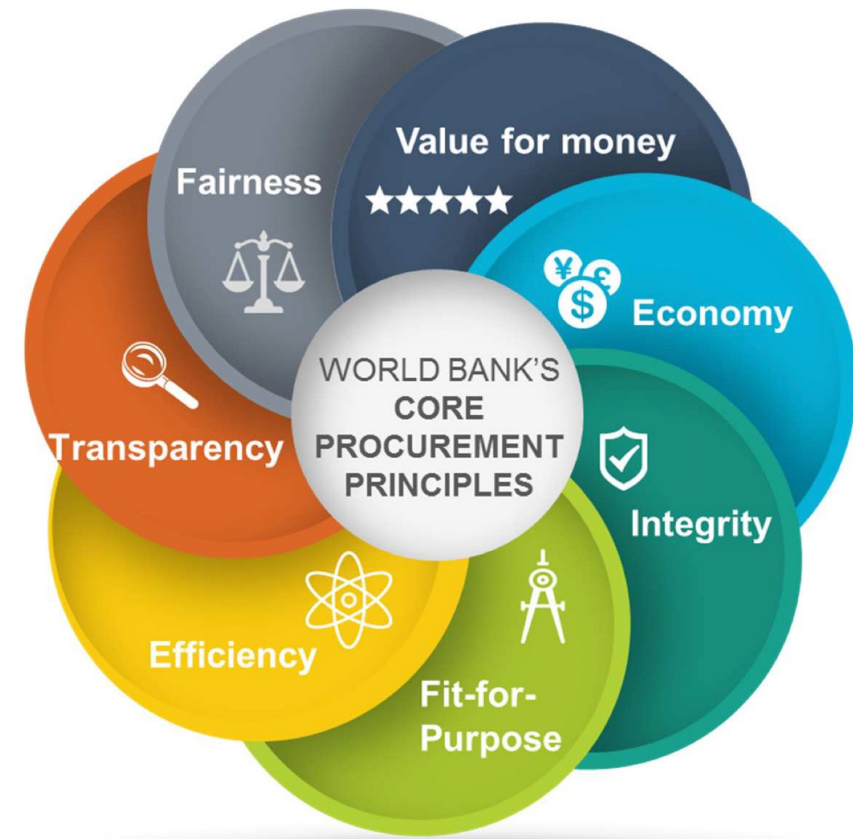 WORLD BANK'S
CORE
PROCUREMENT
PRINCIPLES
Value for money
Economy
¥ £
$
Integrity
Fit-for-
Purpose
Efficiency
Transparency
Fairness